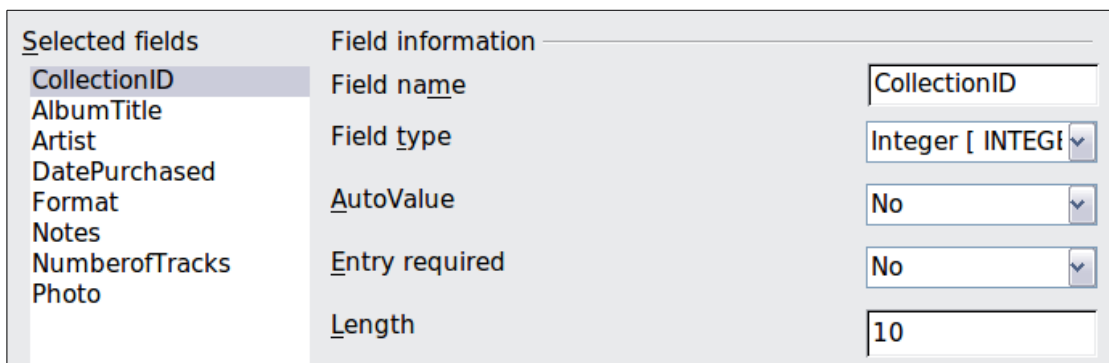 Selected fields
CollectionID
AlbumTitle
Artist
DatePurchased
Format
Notes
NumberofTracks
Photo
Field information
Field name CollectionID
Field type Integer [ INTEGE
AutoValue No
Entry required No
Length 10